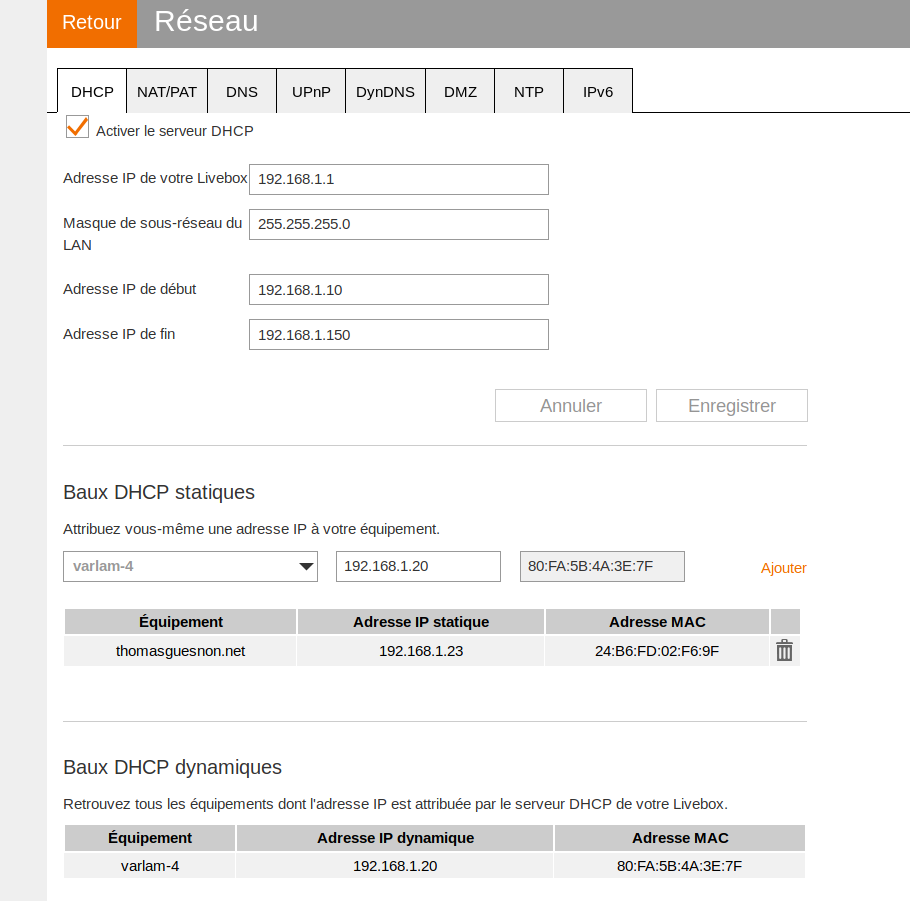 Retour Réseau
DHCP NAT/PAT DNS UPnP DynDNS DMZ NTP IPv6
Activer le serveur DHCP
Adresse IP de votre Livebox 192.168.1.1
Masque de sous-réseau du LAN 255.255.255.0
Adresse IP de début 192.168.1.10
Adresse IP de fin 192.168.1.150
Annuler Enregistrer
Baux DHCP statiques
Attribuez vous-même une adresse IP à votre équipement.
varlam-4 192.168.1.20 80:FA:5B:4A:3E:7F Ajouter
Équipement Adresse IP statique Adresse MAC
thomasguesnon.net 192.168.1.23 24:B6:FD:02:F6:9F
Baux DHCP dynamiques
Retrouvez tous les équipements dont l'adresse IP est attribuée par le serveur DHCP de votre Livebox.
Équipement Adresse IP dynamique Adresse MAC
varlam-4 192.168.1.20 80:FA:5B:4A:3E:7F